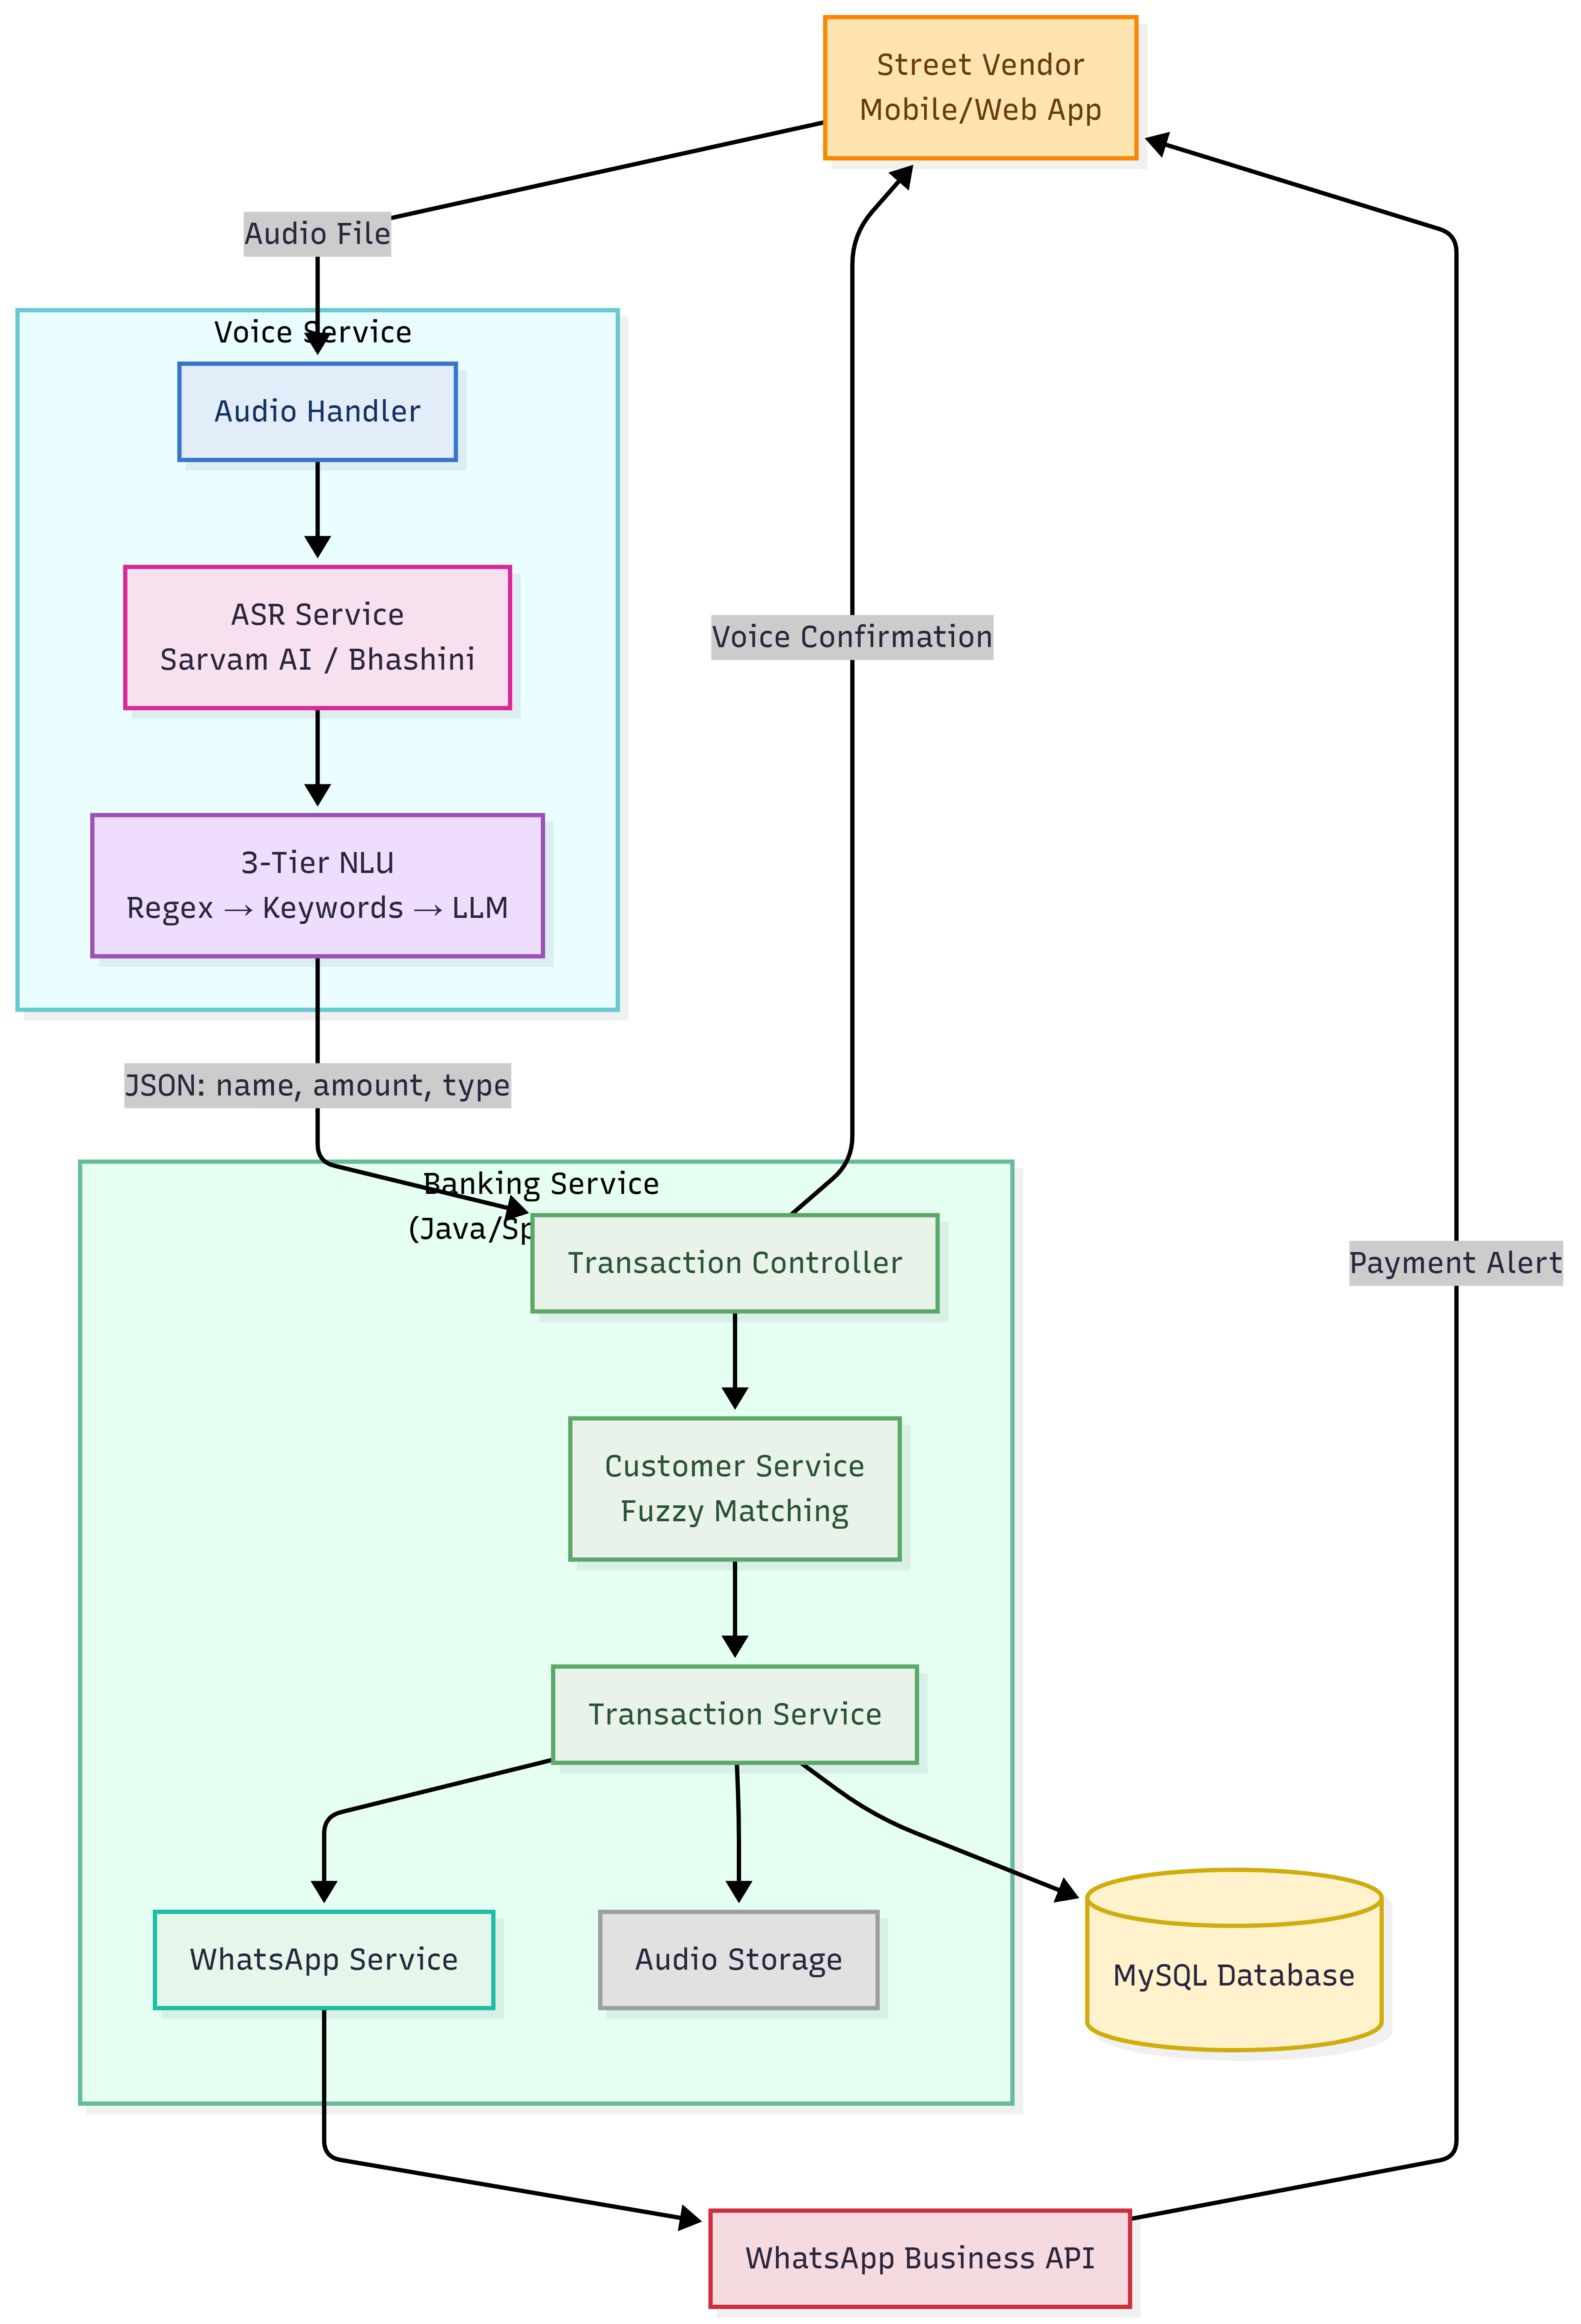 Street Vendor
Mobile/Web App
Audio File
Voice Service
Audio Handler
ASR Service
Sarvam AI / Bhashini
Voice Confirmation
3-Tier NLU
Regex → Keywords → LLM
JSON: name, amount, type
Banking Service
(Java/Sp
Transaction Controller
Payment Alert
Customer Service
Fuzzy Matching
Transaction Service
WhatsApp Service
Audio Storage
MySQL Database
WhatsApp Business API